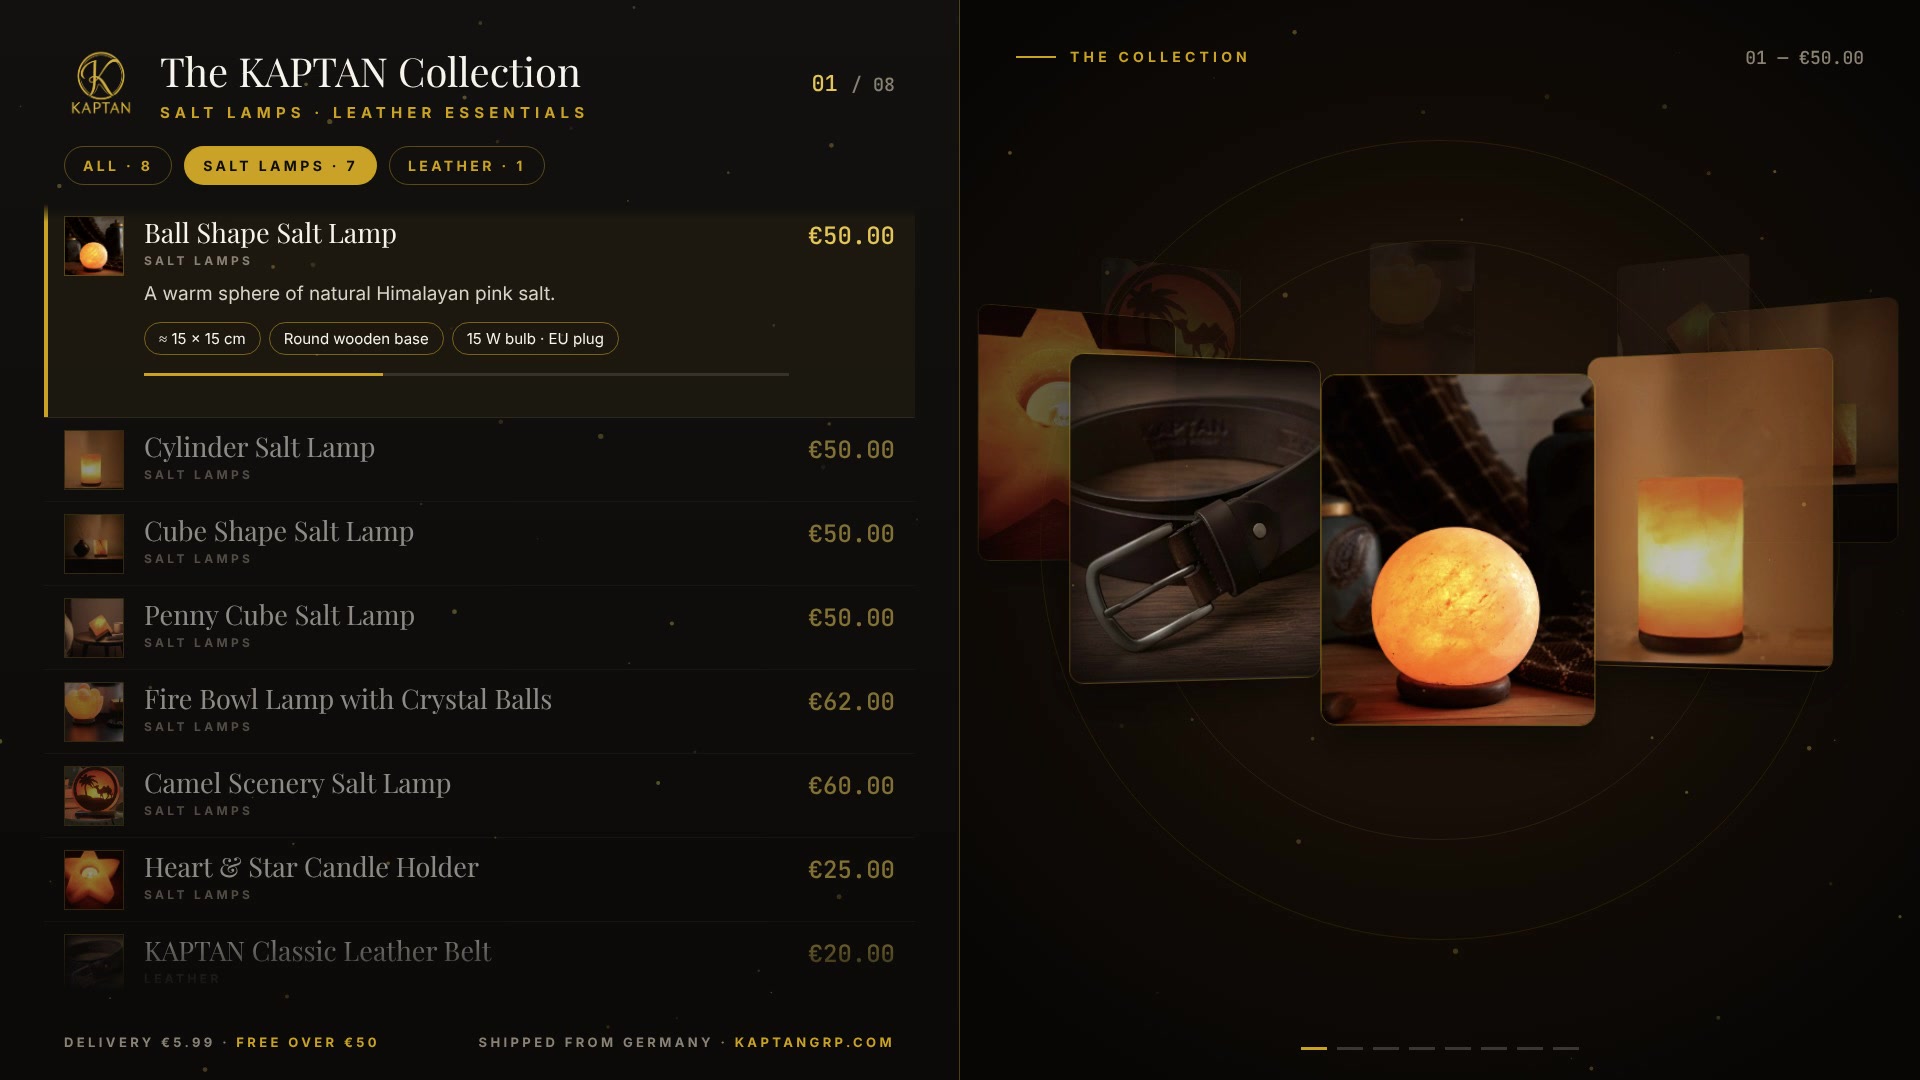 KAPTAN
The KAPTAN Collection
SALT LAMPS · LEATHER ESSENTIALS
01 / 08
ALL · 8
SALT LAMPS · 7
LEATHER · 1
Ball Shape Salt Lamp
€50.00
SALT LAMPS
A warm sphere of natural Himalayan pink salt.
≈ 15 × 15 cm
Round wooden base
15 W bulb · EU plug
Cylinder Salt Lamp
€50.00
SALT LAMPS
Cube Shape Salt Lamp
€50.00
SALT LAMPS
Penny Cube Salt Lamp
€50.00
SALT LAMPS
Fire Bowl Lamp with Crystal Balls
€62.00
SALT LAMPS
Camel Scenery Salt Lamp
€60.00
SALT LAMPS
Heart & Star Candle Holder
€25.00
SALT LAMPS
KAPTAN Classic Leather Belt
€20.00
LEATHER
DELIVERY €5.99 · FREE OVER €50
SHIPPED FROM GERMANY · KAPTANGRP.COM
THE COLLECTION
01 — €50.00
KAPTAN